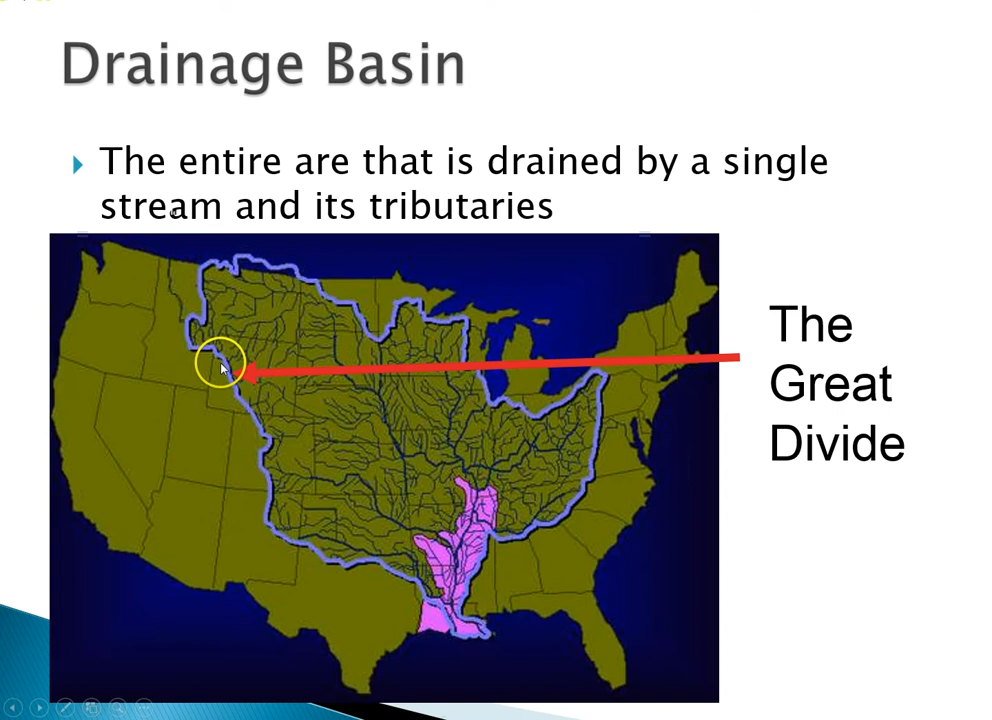 Drainage Basin
The entire are that is drained by a single
stream and its tributaries
The
Great
Divide